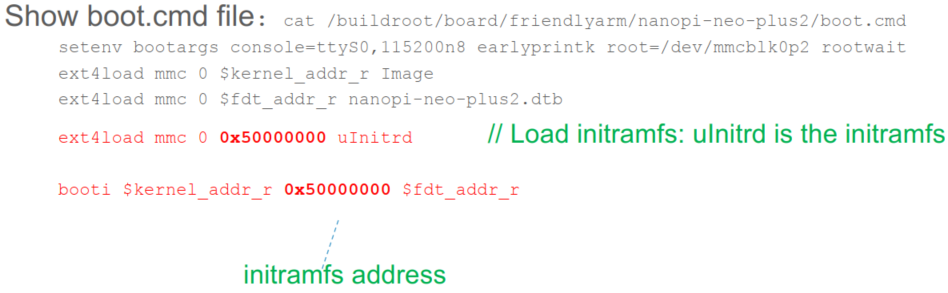 Show boot.cmd file: cat /buildroot/board/friendlyarm/nanopi-neo-plus2/boot.cmd
setenv bootargs console=ttyS0,115200n8 earlyprintk root=/dev/mmcblk0p2 rootwait
ext4load mmc 0 $kernel_addr_r Image
ext4load mmc 0 $fdt_addr_r nanopi-neo-plus2.dtb
ext4load mmc 0 0x50000000 uInitrd // Load initramfs: uInitrd is the initramfs
booti $kernel_addr_r 0x50000000 $fdt_addr_r
initramfs address